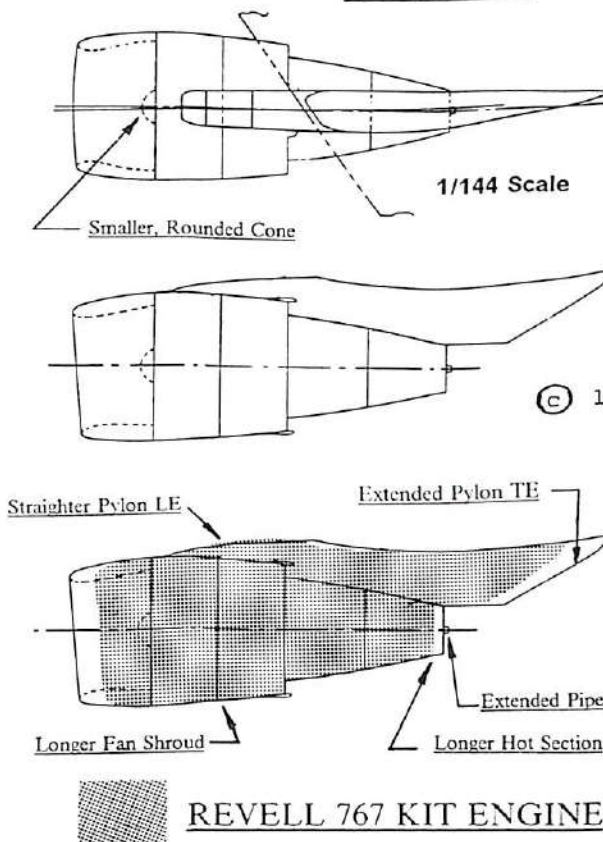 1/144 Scale
Smaller, Rounded Cone
© 1
Straighter Pylon LE
Extended Pylon TE
Extended Pipe
Longer Fan Shroud
Longer Hot Section
REVELL 767 KIT ENGINE